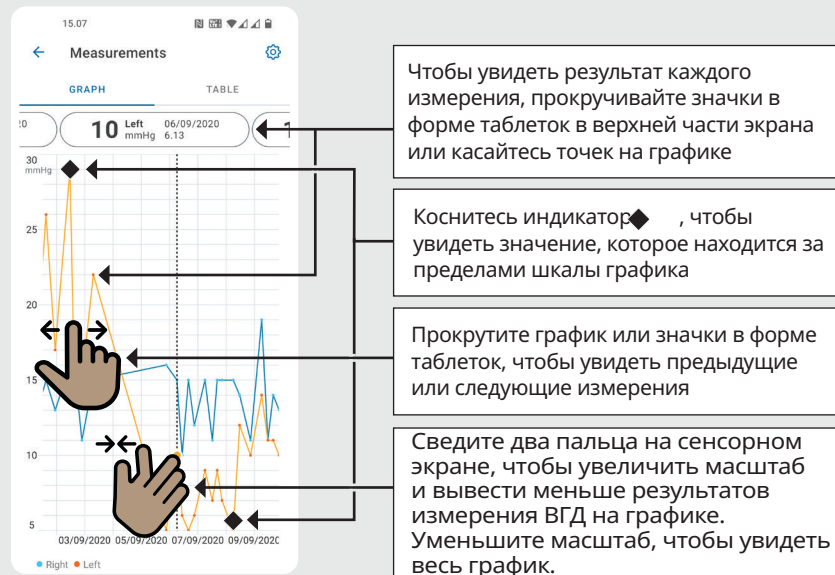 15.07
Measurements
GRAPH TABLE
10 Left mmHg 06/09/2020 6.13
30
mmHg
25
20
15
10
5
03/09/2020 05/09/2020 07/09/2020
Right Left
Чтобы увидеть результат каждого
измерения, прокручивайте значки в
форме таблеток в верхней части экрана
или касайтесь точек на графике
Коснитесь индикатор◆ , чтобы
увидеть значение, которое находится за
пределами шкалы графика
Прокрутите график или значки в форме
таблеток, чтобы увидеть предыдущие
или следующие измерения
Сведите два пальца на сенсорном
экране, чтобы увеличить масштаб
и вывести меньше результатов
измерения ВГД на графике.
Уменьшите масштаб, чтобы увидеть
весь график.